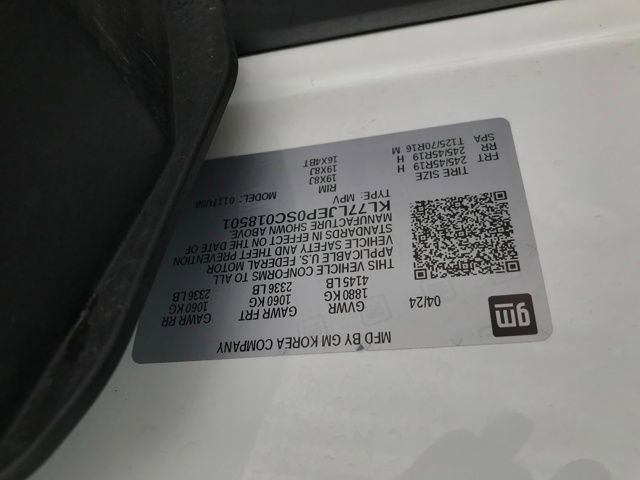 gm
MFD BY GM KOREA COMPANY
04/24
GVWR GAWR FRT GAWR RR
1880 KG 1060 KG 1060 KG
4145 LB 2336 LB 2336 LB
THIS VEHICLE CONFORMS TO ALL
APPLICABLE U.S. FEDERAL MOTOR
VEHICLE SAFETY AND THEFT PREVENTION
STANDARDS IN EFFECT ON THE DATE OF
MANUFACTURE SHOWN ABOVE.
KL77LJEP0SC018501
TYPE: MPV MODEL:
TIRE SIZE RIM
FRT 245/45R19 H 19X8J
RR 245/45R19 H 19X8J
SPA T125/70R16 M 16X4BT